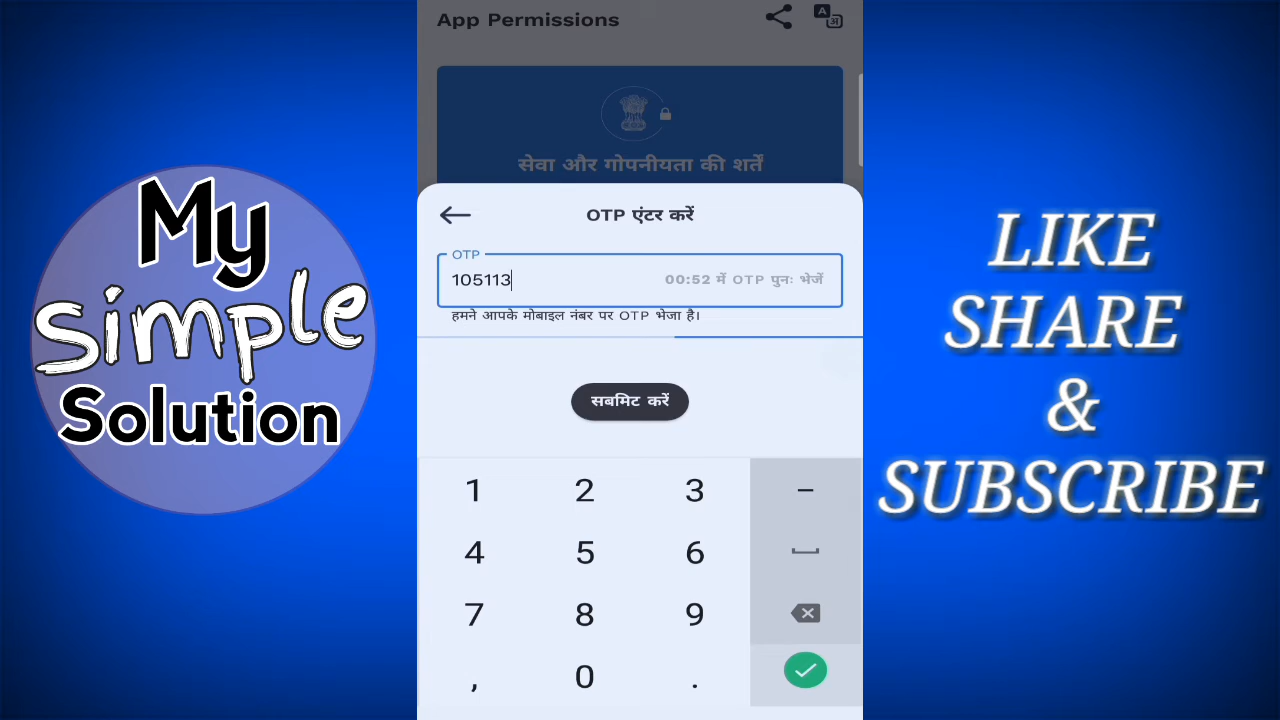 My
Simple
Solution
App Permissions
A
अ
सेवा और गोपनीयता की शर्तें
OTP एंटर करें
OTP
105113
00:52 में OTP पुनः भेजें
हमने आपके मोबाइल नंबर पर OTP भेजा है।
सबमिट करें
1 2 3 –
4 5 6
7 8 9
, 0 .
LIKE
SHARE
&
SUBSCRIBE